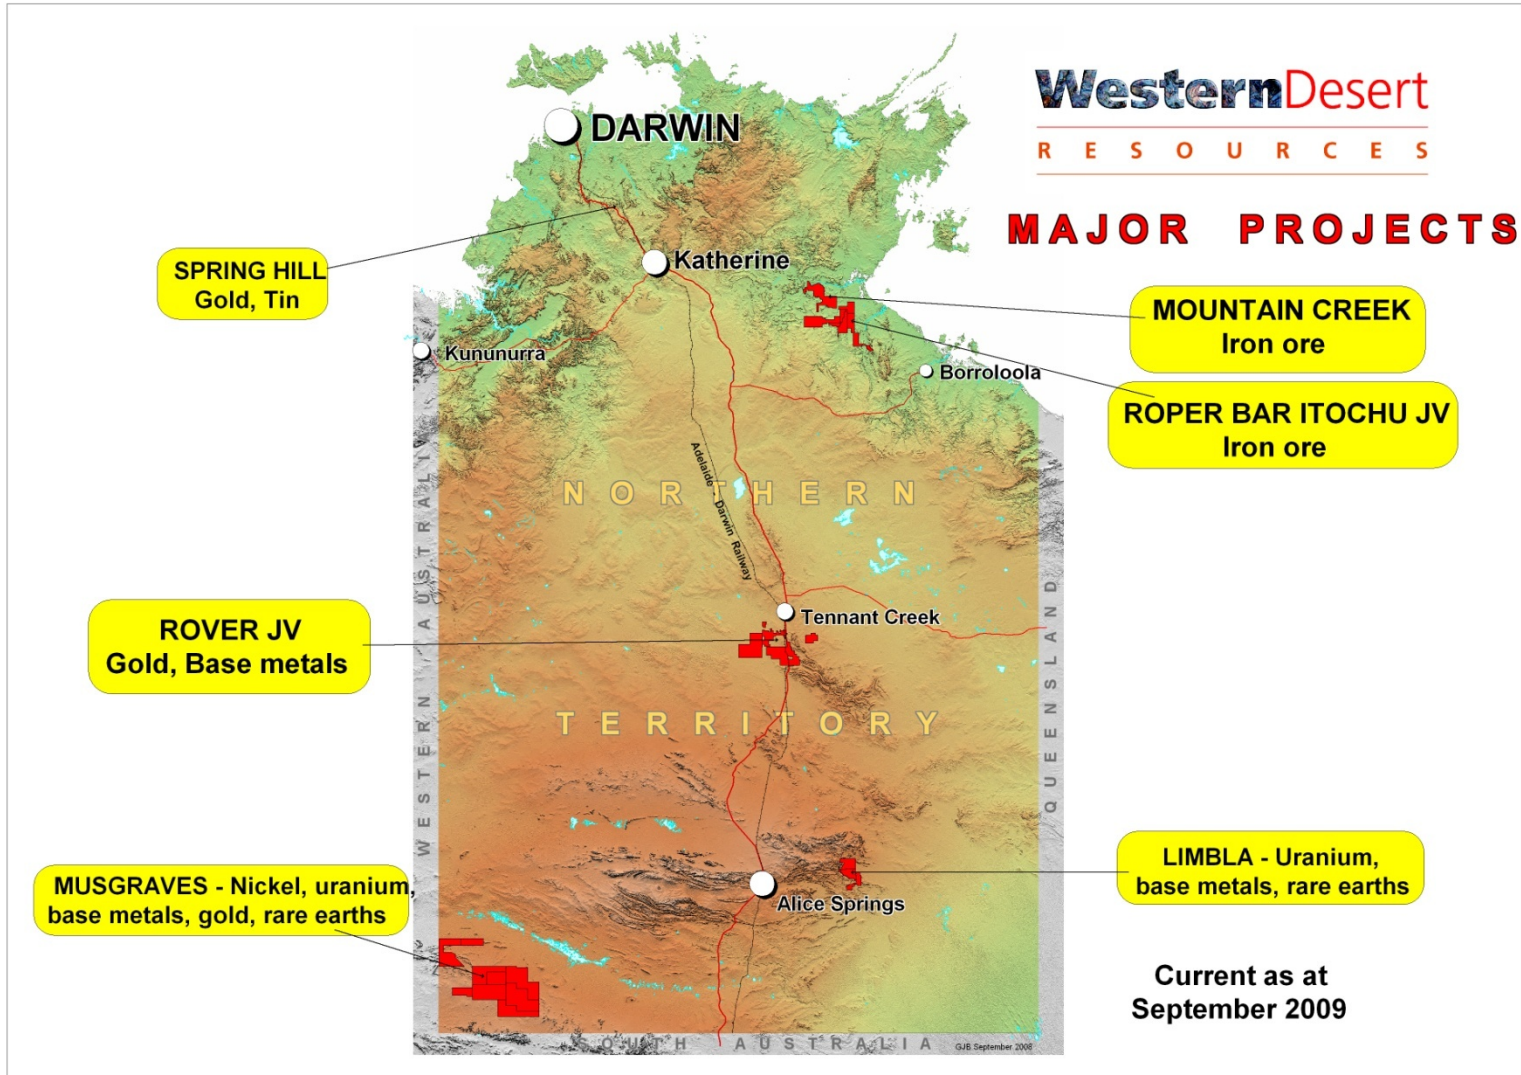 WesternDesert
RESOURCES
MAJOR PROJECTS
DARWIN
SPRING HILL
Gold, Tin
Katherine
MOUNTAIN CREEK
Iron ore
Kununurra
Borroloola
ROPER BAR ITOCHU JV
Iron ore
Adelaide - Darwin Railway
NORTHERN
WESTERN AUSTRALIA
QUEENSLAND
ROVER JV
Gold, Base metals
Tennant Creek
TERRITORY
MUSGRAVES - Nickel, uranium,
base metals, gold, rare earths
LIMBLA - Uranium,
base metals, rare earths
Alice Springs
Current as at
September 2009
SOUTH AUSTRALIA
GJB September 2008